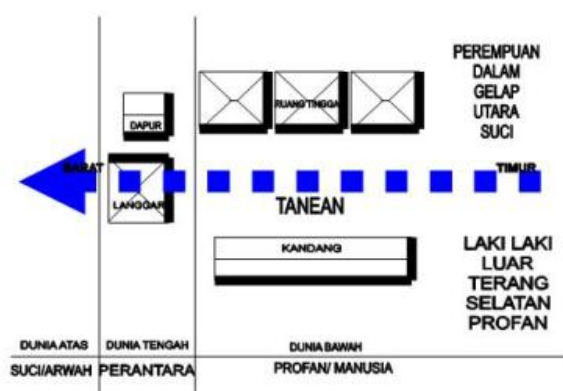 PEREMPUAN
DALAM
GELAP
UTARA
SUCI
DAPUR
RUANG TINGGA
BARAT
TIMUR
LANGGAR
TANEAN
KANDANG
LAKI LAKI
LUAR
TERANG
SELATAN
PROFAN
DUNIA ATAS
DUNIA TENGAH
DUNIA BAWAH
SUCI/ARWAH
PERANTARA
PROFAN/ MANUSIA